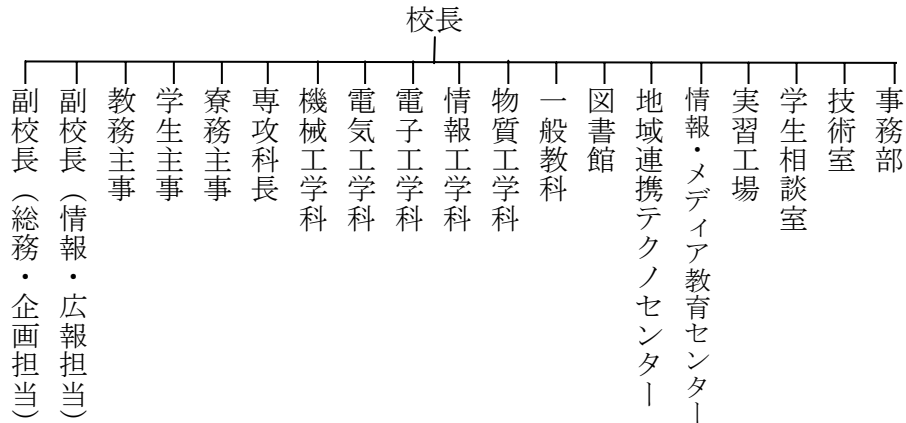 校長
副校長（総務・企画担当）
副校長（情報・広報担当）
教務主事
学生主事
寮務主事
専攻科長
機械工学科
電気工学科
電子工学科
情報工学科
物質工学科
一般教科
図書館
地域連携テクノセンター
情報・メディア教育センター
実習工場
学生相談室
技術室
事務部